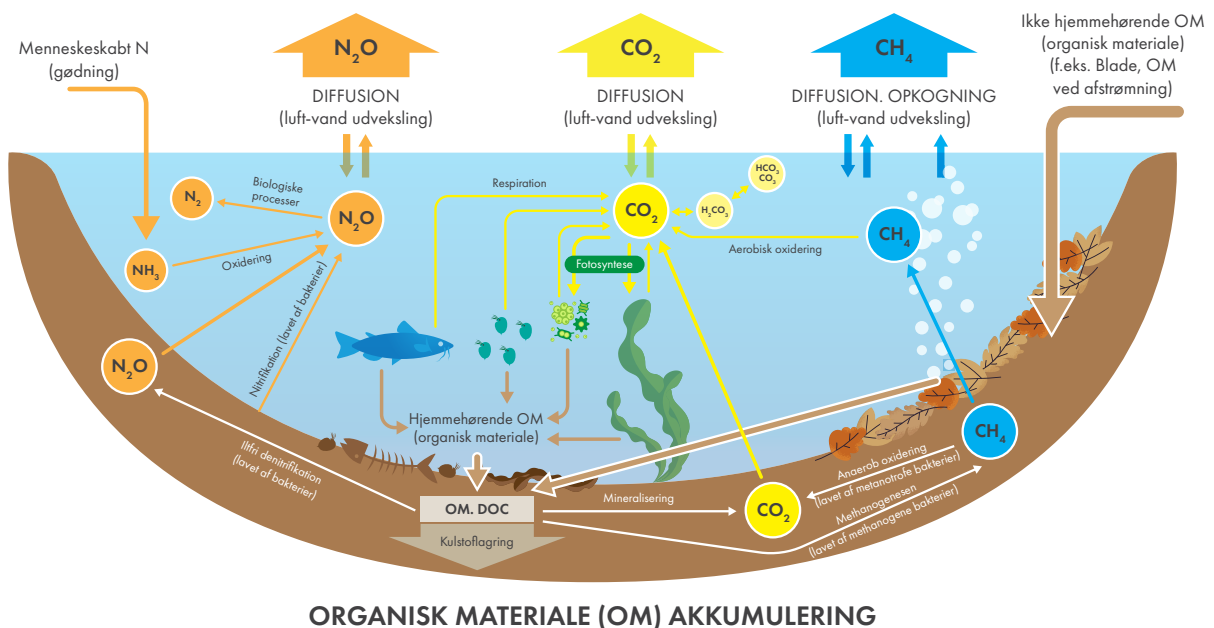 Menneskeskabt N
(gødning)
N₂O
DIFFUSION
(luft-vand udveksling)
CO₂
DIFFUSION
(luft-vand udveksling)
CH₄
DIFFUSION. OPKOGNING
(luft-vand udveksling)
Ikke hjemmehørende OM
(organisk materiale)
(f.eks. Blade, OM
ved afstrømning)
N₂
Biologiske
processer
N₂O
NH₃
Oxidering
Nitrifikation (lavet af bakterier)
N₂O
Respiration
CO₂
H₂CO₃
HCO₃
CO₃
Fotosyntese
Aerobisk oxidering
CH₄
Hjemmehørende OM
(organisk materiale)
Iltfri denitrifikation
(lavet af bakterier)
OM. DOC
Kulstoflagring
Mineralisering
CO₂
CH₄
Anaerob oxidering
(lavet af metanotrofe bakterier)
Methanogenesen
(lavet af methanogene bakterier)
ORGANISK MATERIALE (OM) AKKUMULERING